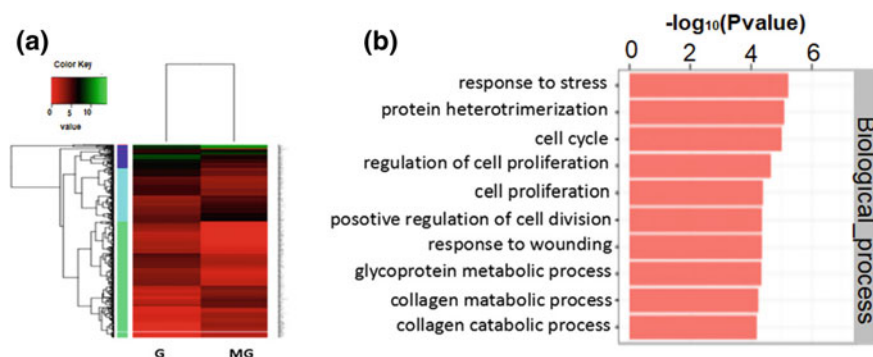 (a)
Color Key
0 5 10
value
G MG
(b)
-log10(Pvalue)
0 2 4 6
response to stress
protein heterotrimerization
cell cycle
regulation of cell proliferation
cell proliferation
posotive regulation of cell division
response to wounding
glycoprotein metabolic process
collagen matabolic process
collagen catabolic process
Biological_process